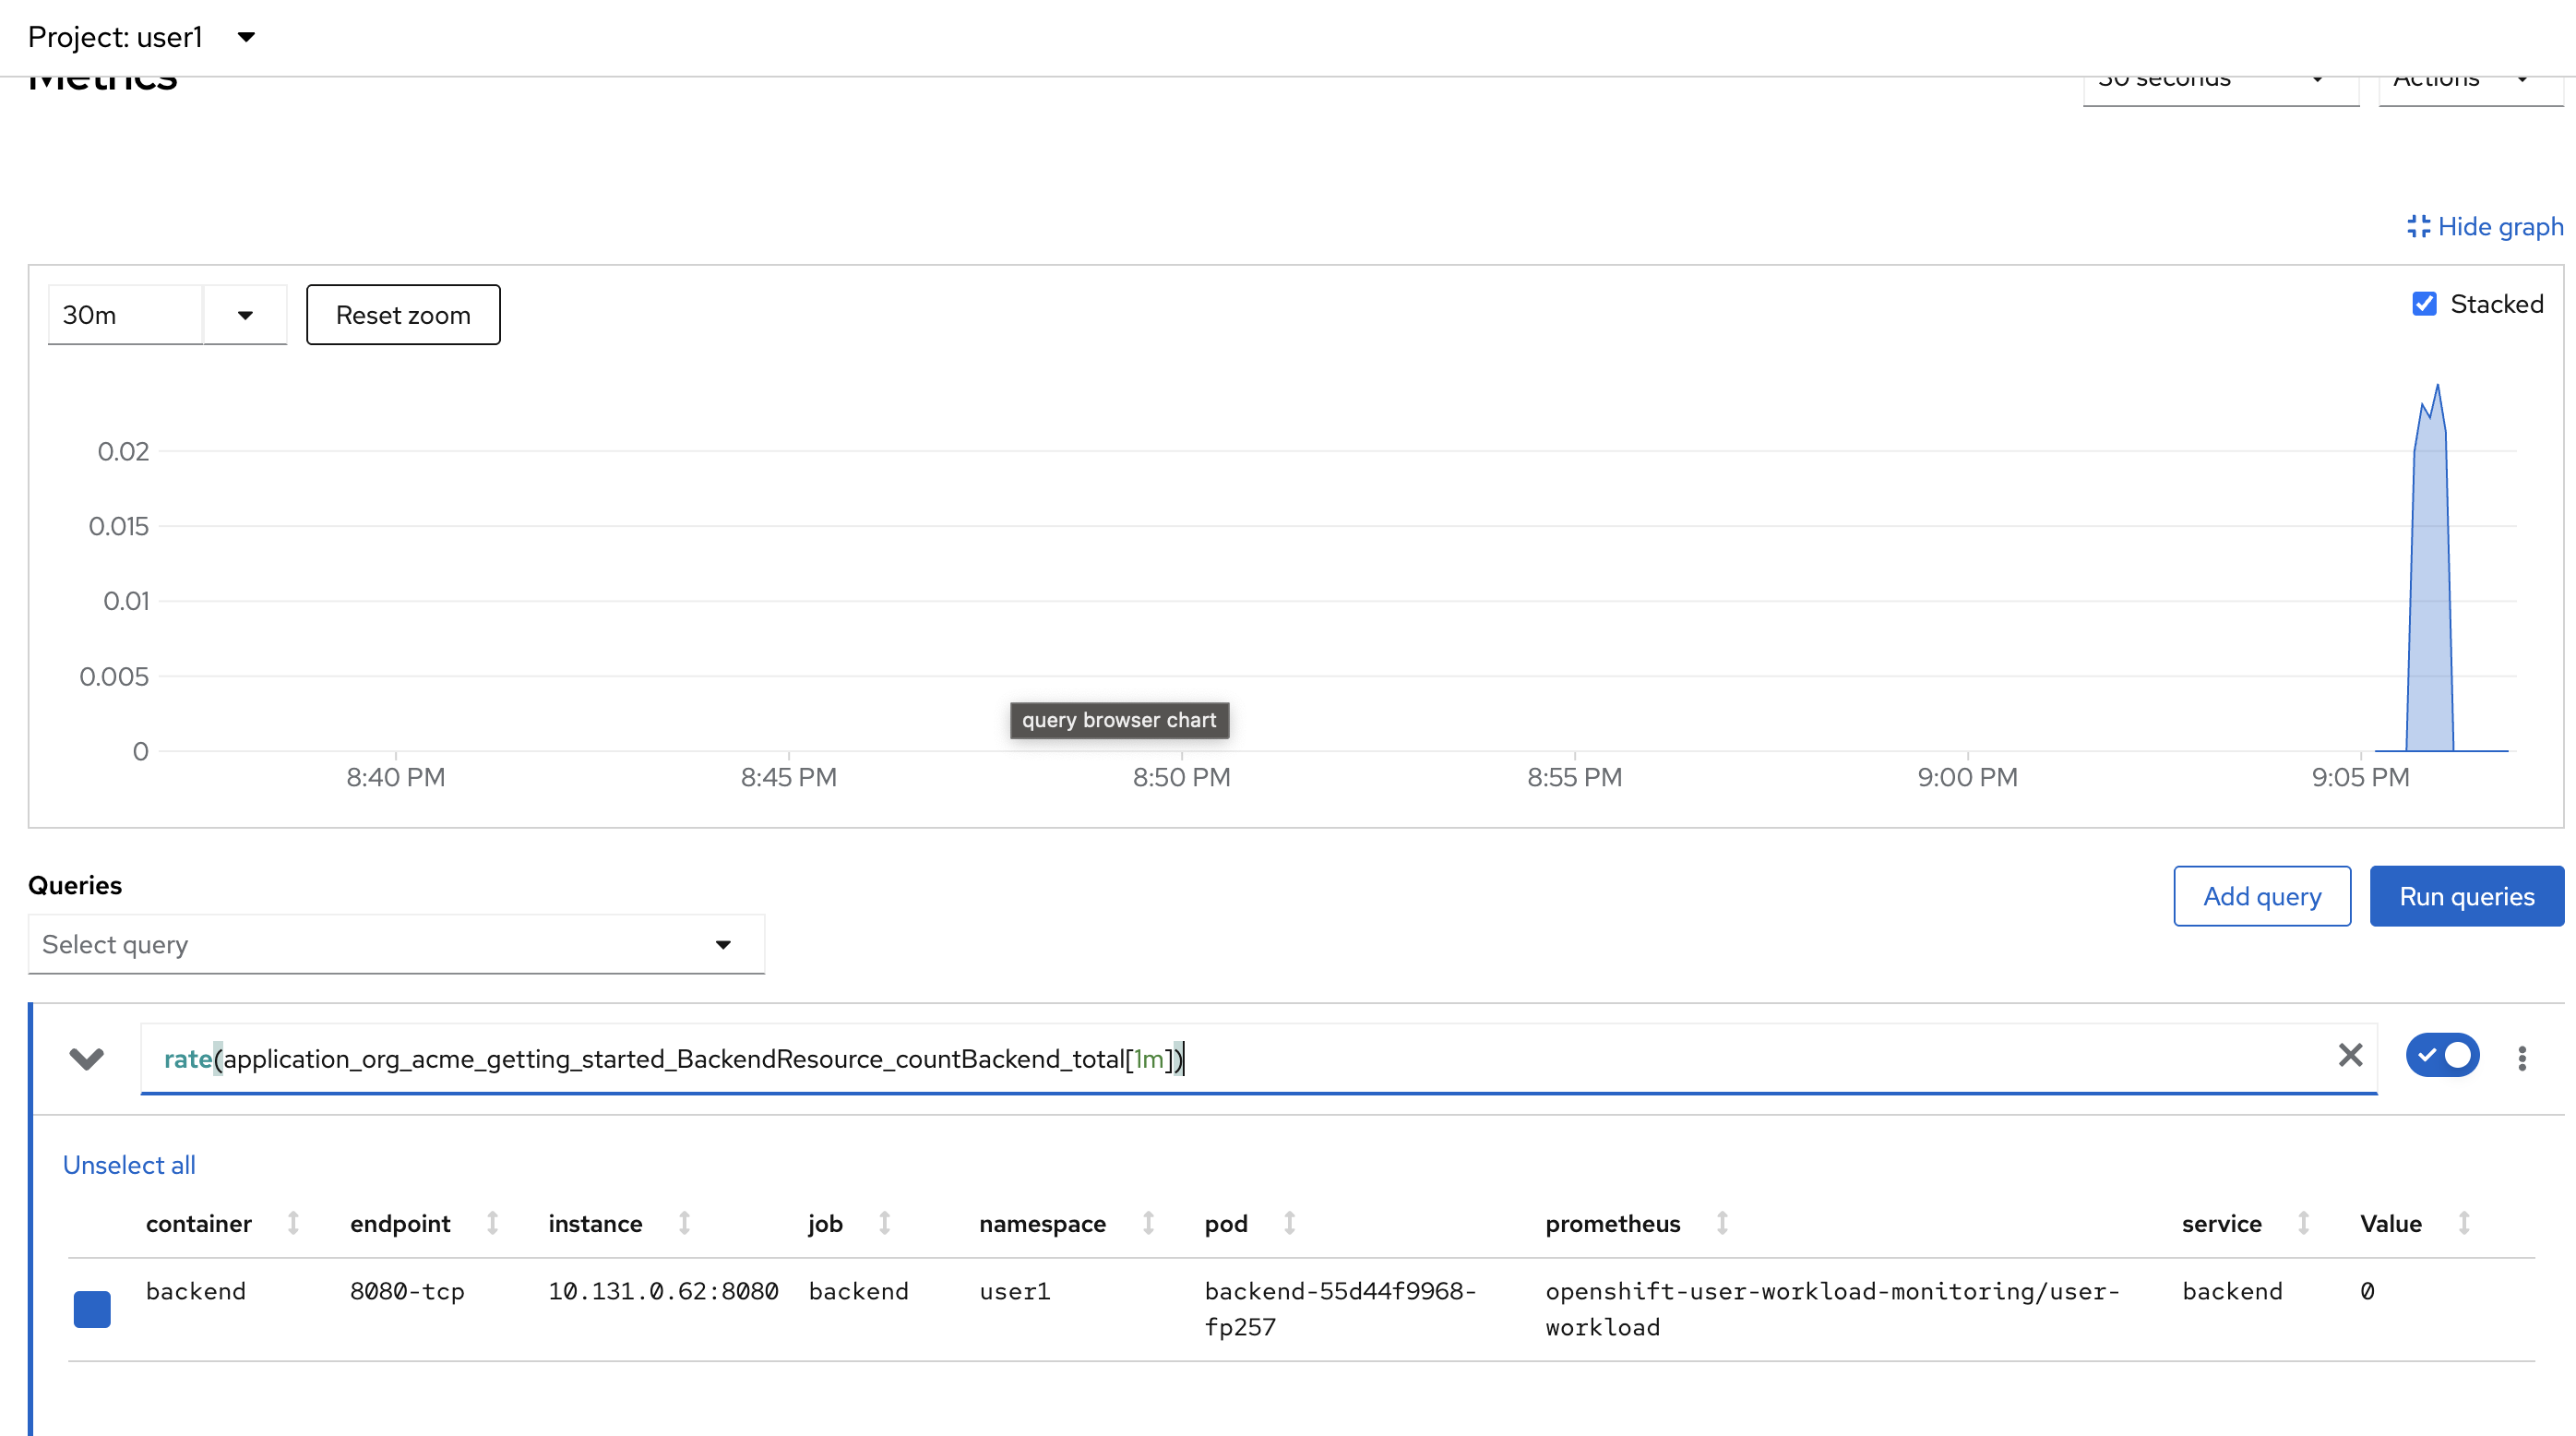 Project: user1
Metrics
30 seconds
Actions
Hide graph
30m
Reset zoom
Stacked
0.02
0.015
0.01
0.005
0
query browser chart
8:40 PM
8:45 PM
8:50 PM
8:55 PM
9:00 PM
9:05 PM
Queries
Add query
Run queries
Select query
rate(application_org_acme_getting_started_BackendResource_countBackend_total[1m])
Unselect all
container endpoint instance job namespace pod prometheus service Value
backend 8080-tcp 10.131.0.62:8080 backend user1 backend-55d44f9968- openshift-user-workload-monitoring/user- backend 0
fp257 workload